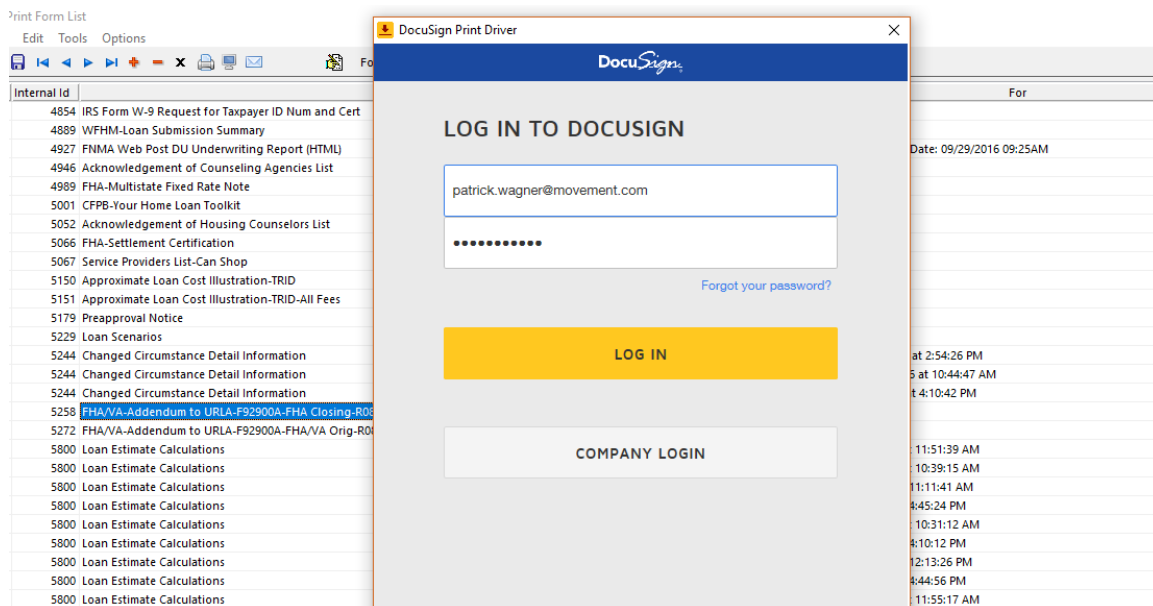 Print Form List
Edit Tools Options
Fo
Internal Id
For
4854 IRS Form W-9 Request for Taxpayer ID Num and Cert
4889 WFHM-Loan Submission Summary
4927 FNMA Web Post DU Underwriting Report (HTML)
Date: 09/29/2016 09:25AM
4946 Acknowledgement of Counseling Agencies List
4989 FHA-Multistate Fixed Rate Note
5001 CFPB-Your Home Loan Toolkit
5052 Acknowledgement of Housing Counselors List
5066 FHA-Settlement Certification
5067 Service Providers List-Can Shop
5150 Approximate Loan Cost Illustration-TRID
5151 Approximate Loan Cost Illustration-TRID-All Fees
5179 Preapproval Notice
5229 Loan Scenarios
5244 Changed Circumstance Detail Information
at 2:54:26 PM
5244 Changed Circumstance Detail Information
5 at 10:44:47 AM
5244 Changed Circumstance Detail Information
t 4:10:42 PM
5258 FHA/VA-Addendum to URLA-F92900A-FHA Closing-R08
5272 FHA/VA-Addendum to URLA-F92900A-FHA/VA Orig-R08
5800 Loan Estimate Calculations
11:51:39 AM
5800 Loan Estimate Calculations
10:39:15 AM
5800 Loan Estimate Calculations
11:11:41 AM
5800 Loan Estimate Calculations
4:45:24 PM
5800 Loan Estimate Calculations
10:31:12 AM
5800 Loan Estimate Calculations
4:10:12 PM
5800 Loan Estimate Calculations
12:13:26 PM
5800 Loan Estimate Calculations
4:44:56 PM
5800 Loan Estimate Calculations
11:55:17 AM
DocuSign Print Driver
DocuSign
LOG IN TO DOCUSIGN
patrick.wagner@movement.com
•••••••••••
Forgot your password?
LOG IN
COMPANY LOGIN